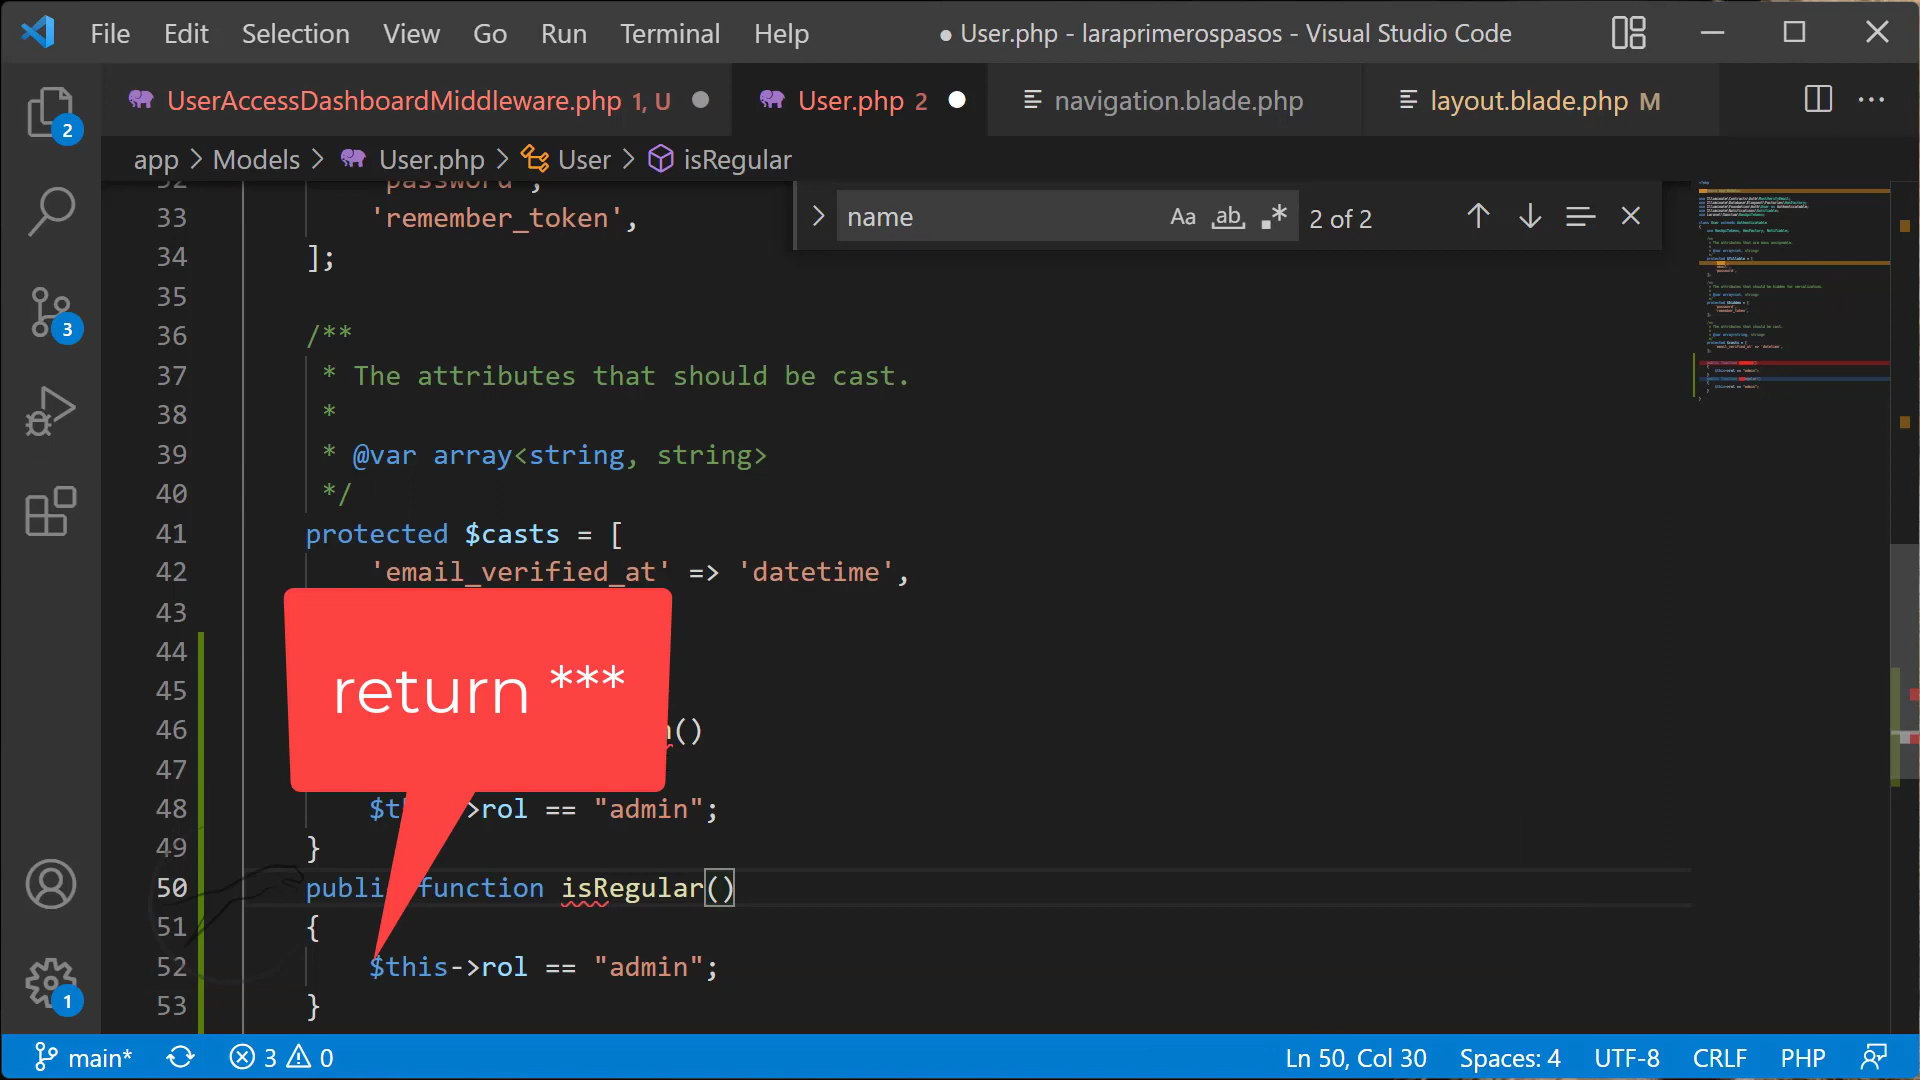 File Edit Selection View Go Run Terminal Help ● User.php - laraprimerospasos - Visual Studio Code
UserAccessDashboardMiddleware.php 1, U User.php 2 navigation.blade.php layout.blade.php M
app > Models > User.php > User > isRegular
name Aa ab 2 of 2
32 'password',
33 'remember_token',
34 ];
35
36 /**
37 * The attributes that should be cast.
38 *
39 * @var array<string, string>
40 */
41 protected $casts = [
42 'email_verified_at' => 'datetime',
43
44
45
return ***
46 ()
47
48 >rol == "admin";
49 }
50 public function isRegular()
51 {
52 $this->rol == "admin";
53 }
2
3
1
main* 3 0 Ln 50, Col 30 Spaces: 4 UTF-8 CRLF PHP